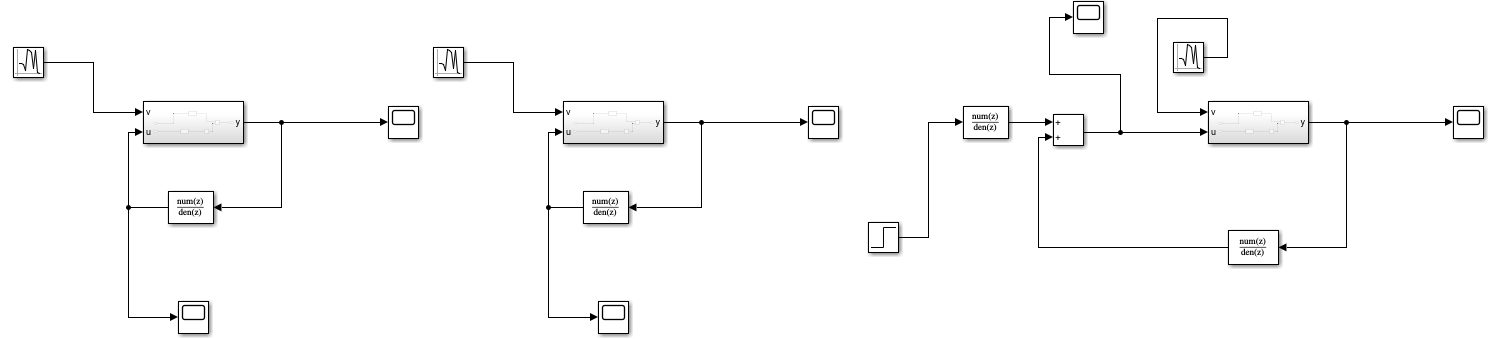 v
u
y
num(z)
den(z)
v
u
y
num(z)
den(z)
num(z)
den(z)
+
+
v
u
y
num(z)
den(z)